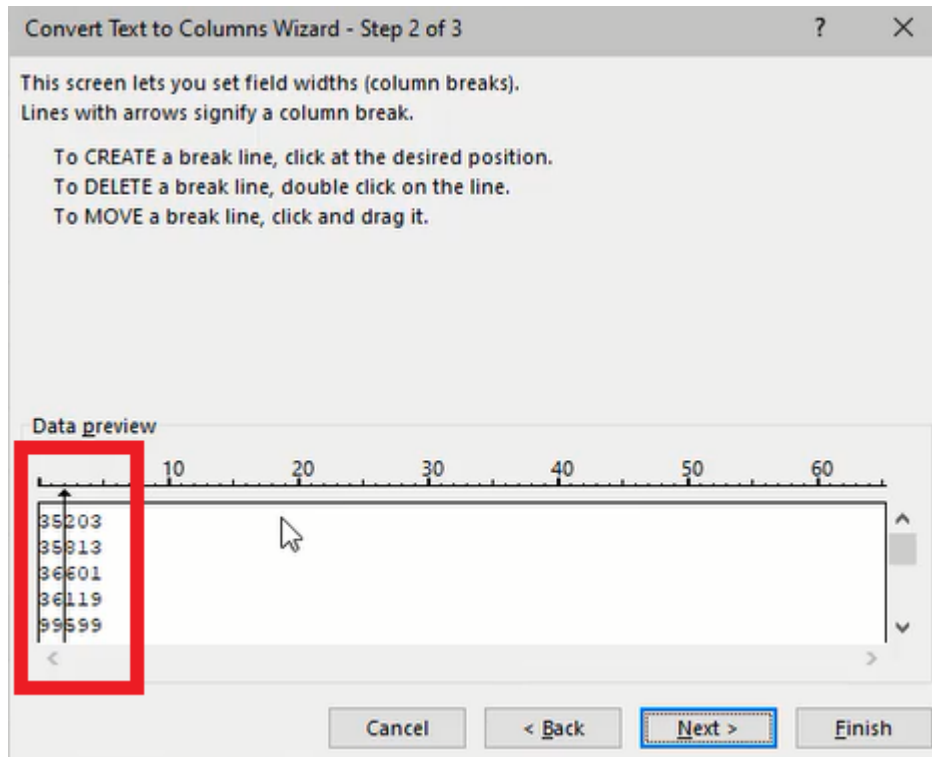 Convert Text to Columns Wizard - Step 2 of 3 ? ×
This screen lets you set field widths (column breaks).
Lines with arrows signify a column break.
To CREATE a break line, click at the desired position.
To DELETE a break line, double click on the line.
To MOVE a break line, click and drag it.
Data preview
10 20 30 40 50 60
35203
35813
36601
36119
99599
Cancel < Back Next > Finish